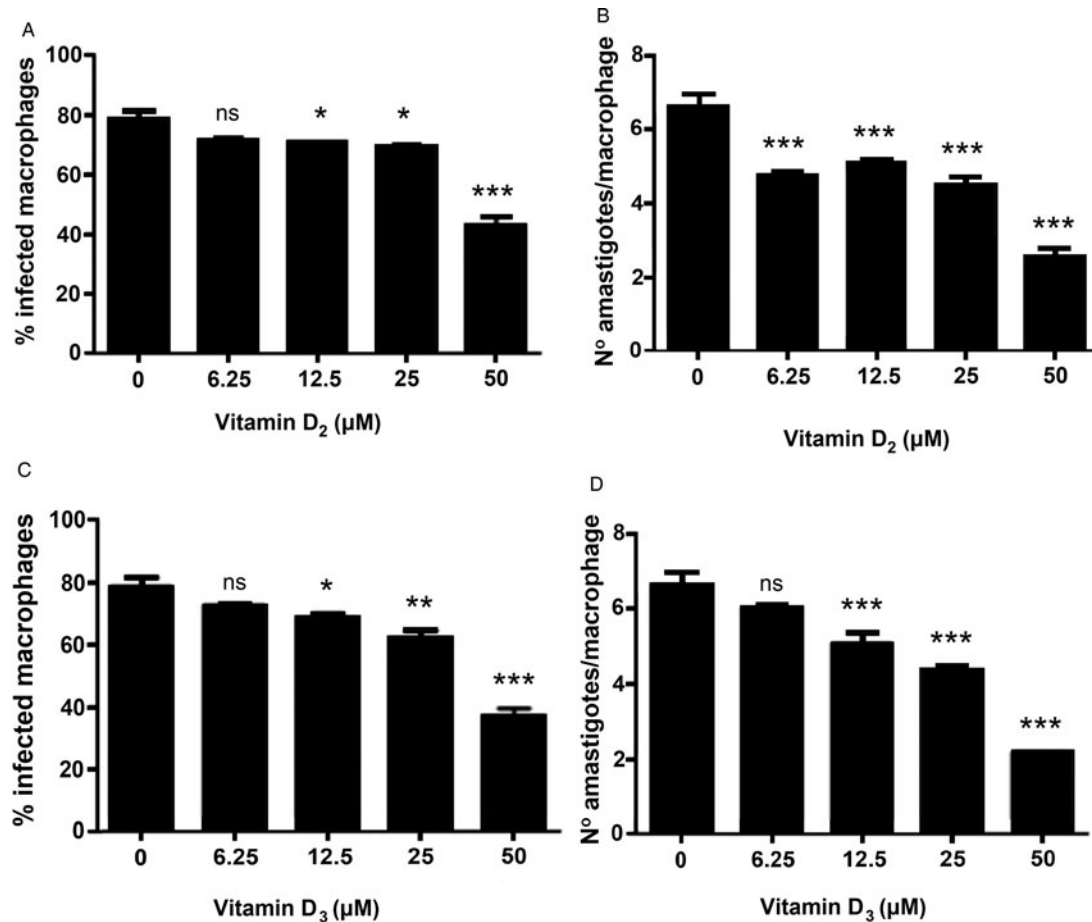 A
% infected macrophages
100
80
60
40
20
0
ns
*
*
***
0 6.25 12.5 25 50
Vitamin D₂ (µM)
B
Nº amastigotes/macrophage
8
6
4
2
0
***
***
***
***
0 6.25 12.5 25 50
Vitamin D₂ (µM)
C
% infected macrophages
100
80
60
40
20
0
ns
*
**
***
0 6.25 12.5 25 50
Vitamin D₃ (µM)
D
Nº amastigotes/macrophage
8
6
4
2
0
ns
***
***
***
0 6.25 12.5 25 50
Vitamin D₃ (µM)